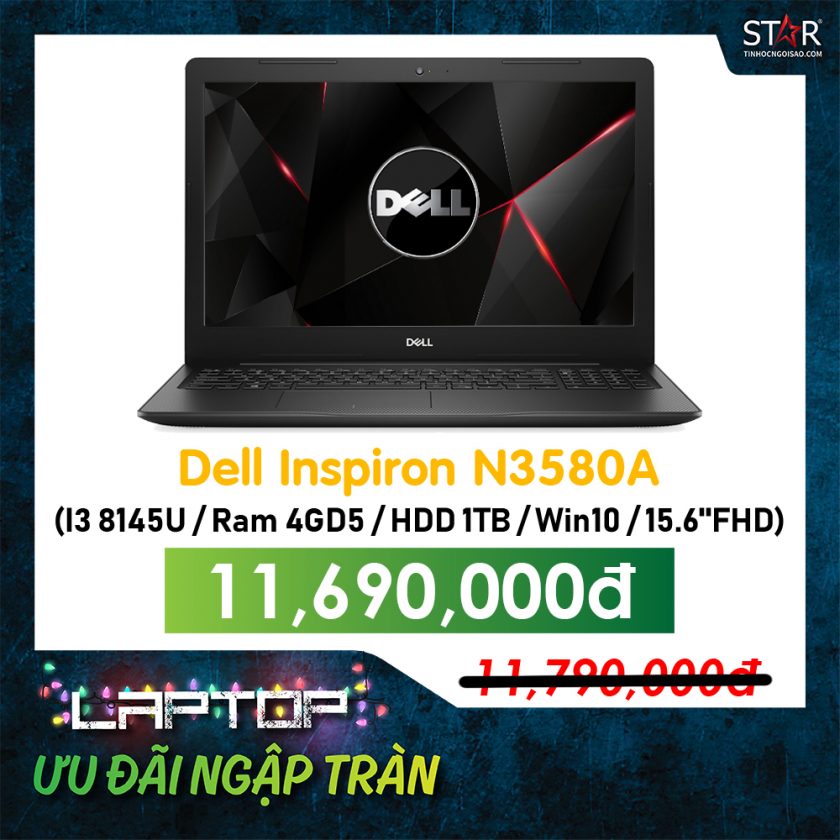 STAR®
TINHOCNGOISAO.COM
DELL
DELL
Dell Inspiron N3580A
(I3 8145U / Ram 4GD5 / HDD 1TB / Win10 / 15.6"FHD)
11,690,000đ
11,790,000đ
LAPTOP
ƯU ĐÃI NGẬP TRÀN